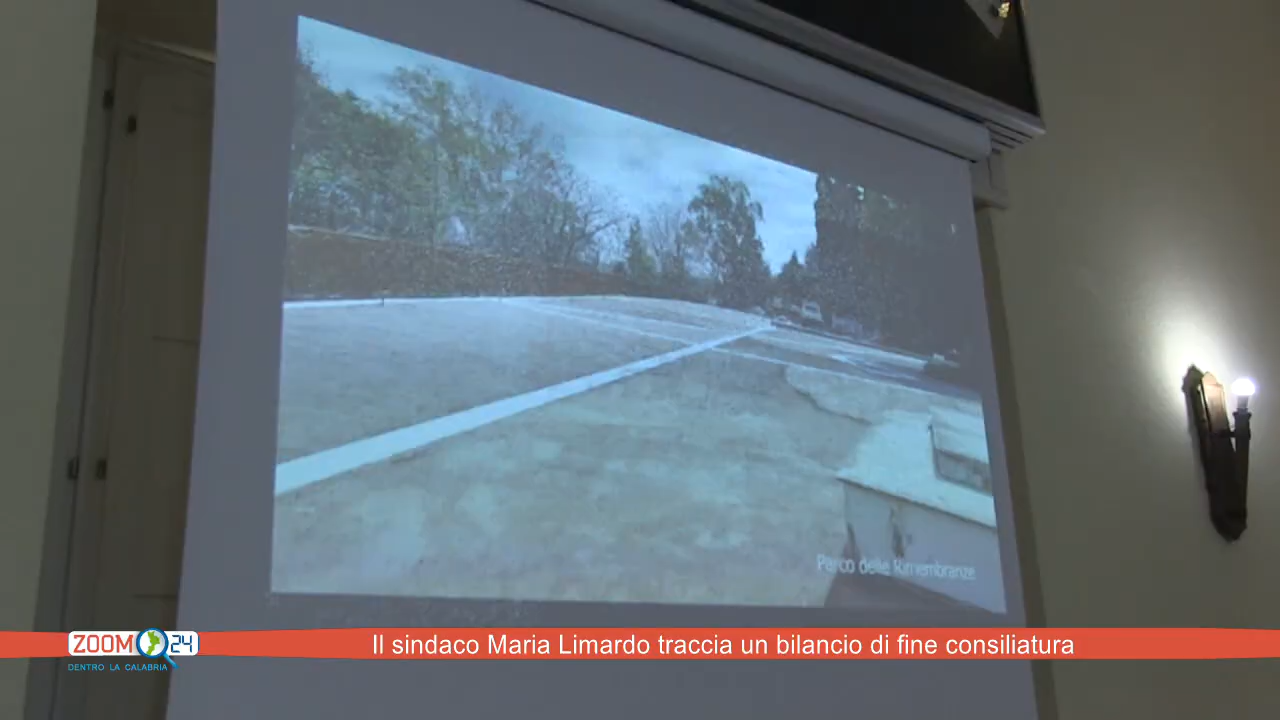 Parco delle Rimembranze
ZOOM 24
DENTRO LA CALABRIA
Il sindaco Maria Limardo traccia un bilancio di fine consiliatura